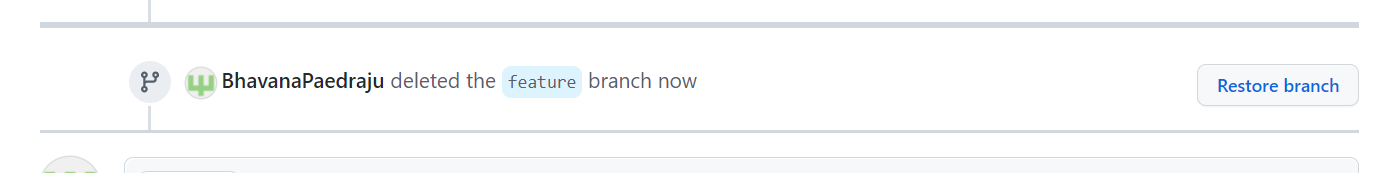 BhavanaPaedraju deleted the feature branch now
Restore branch